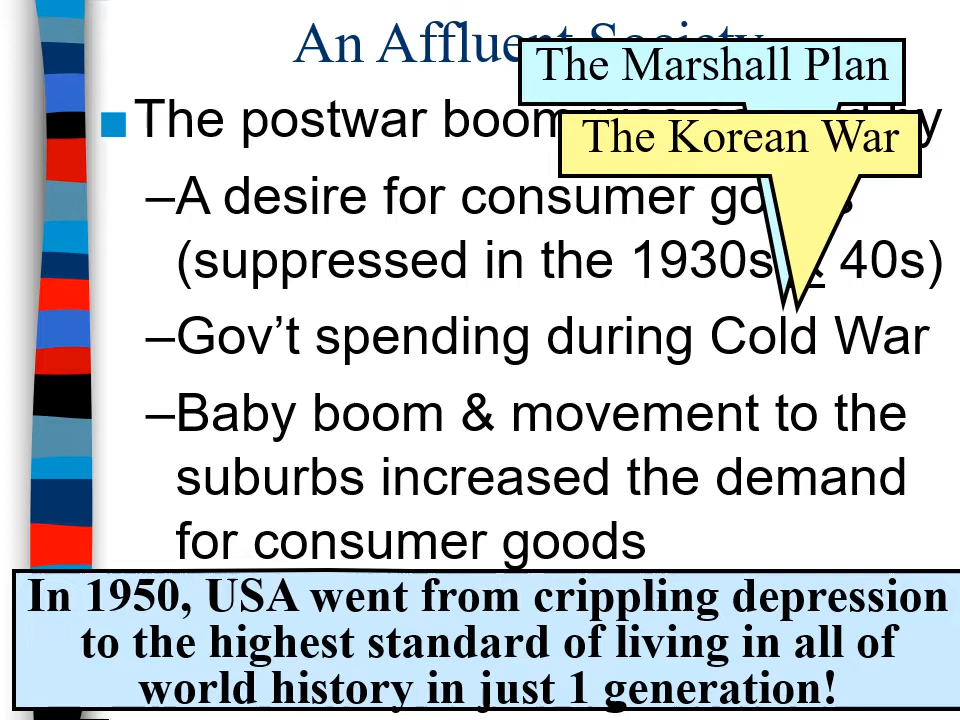 An Affluent Society
The Marshall Plan
The postwar boom was by
The Korean War
–A desire for consumer goods
(suppressed in the 1930s & 40s)
–Gov’t spending during Cold War
–Baby boom & movement to the
suburbs increased the demand
for consumer goods
In 1950, USA went from crippling depression
to the highest standard of living in all of
world history in just 1 generation!